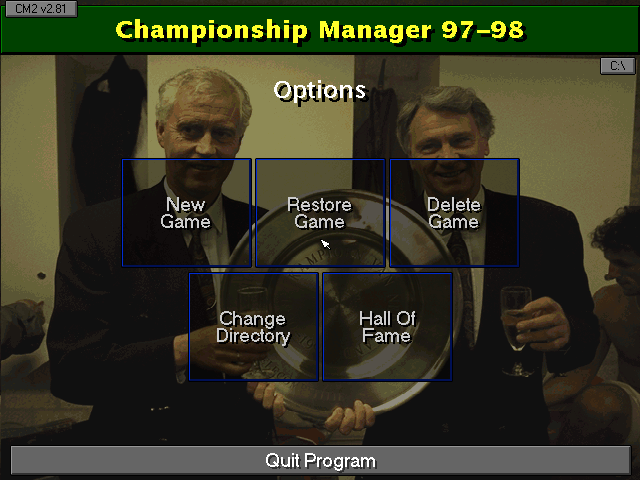 CM2 v2.81
Championship Manager 97-98
C:\
Options
New
Game
Restore
Game
Delete
Game
Change
Directory
Hall Of
Fame
Quit Program